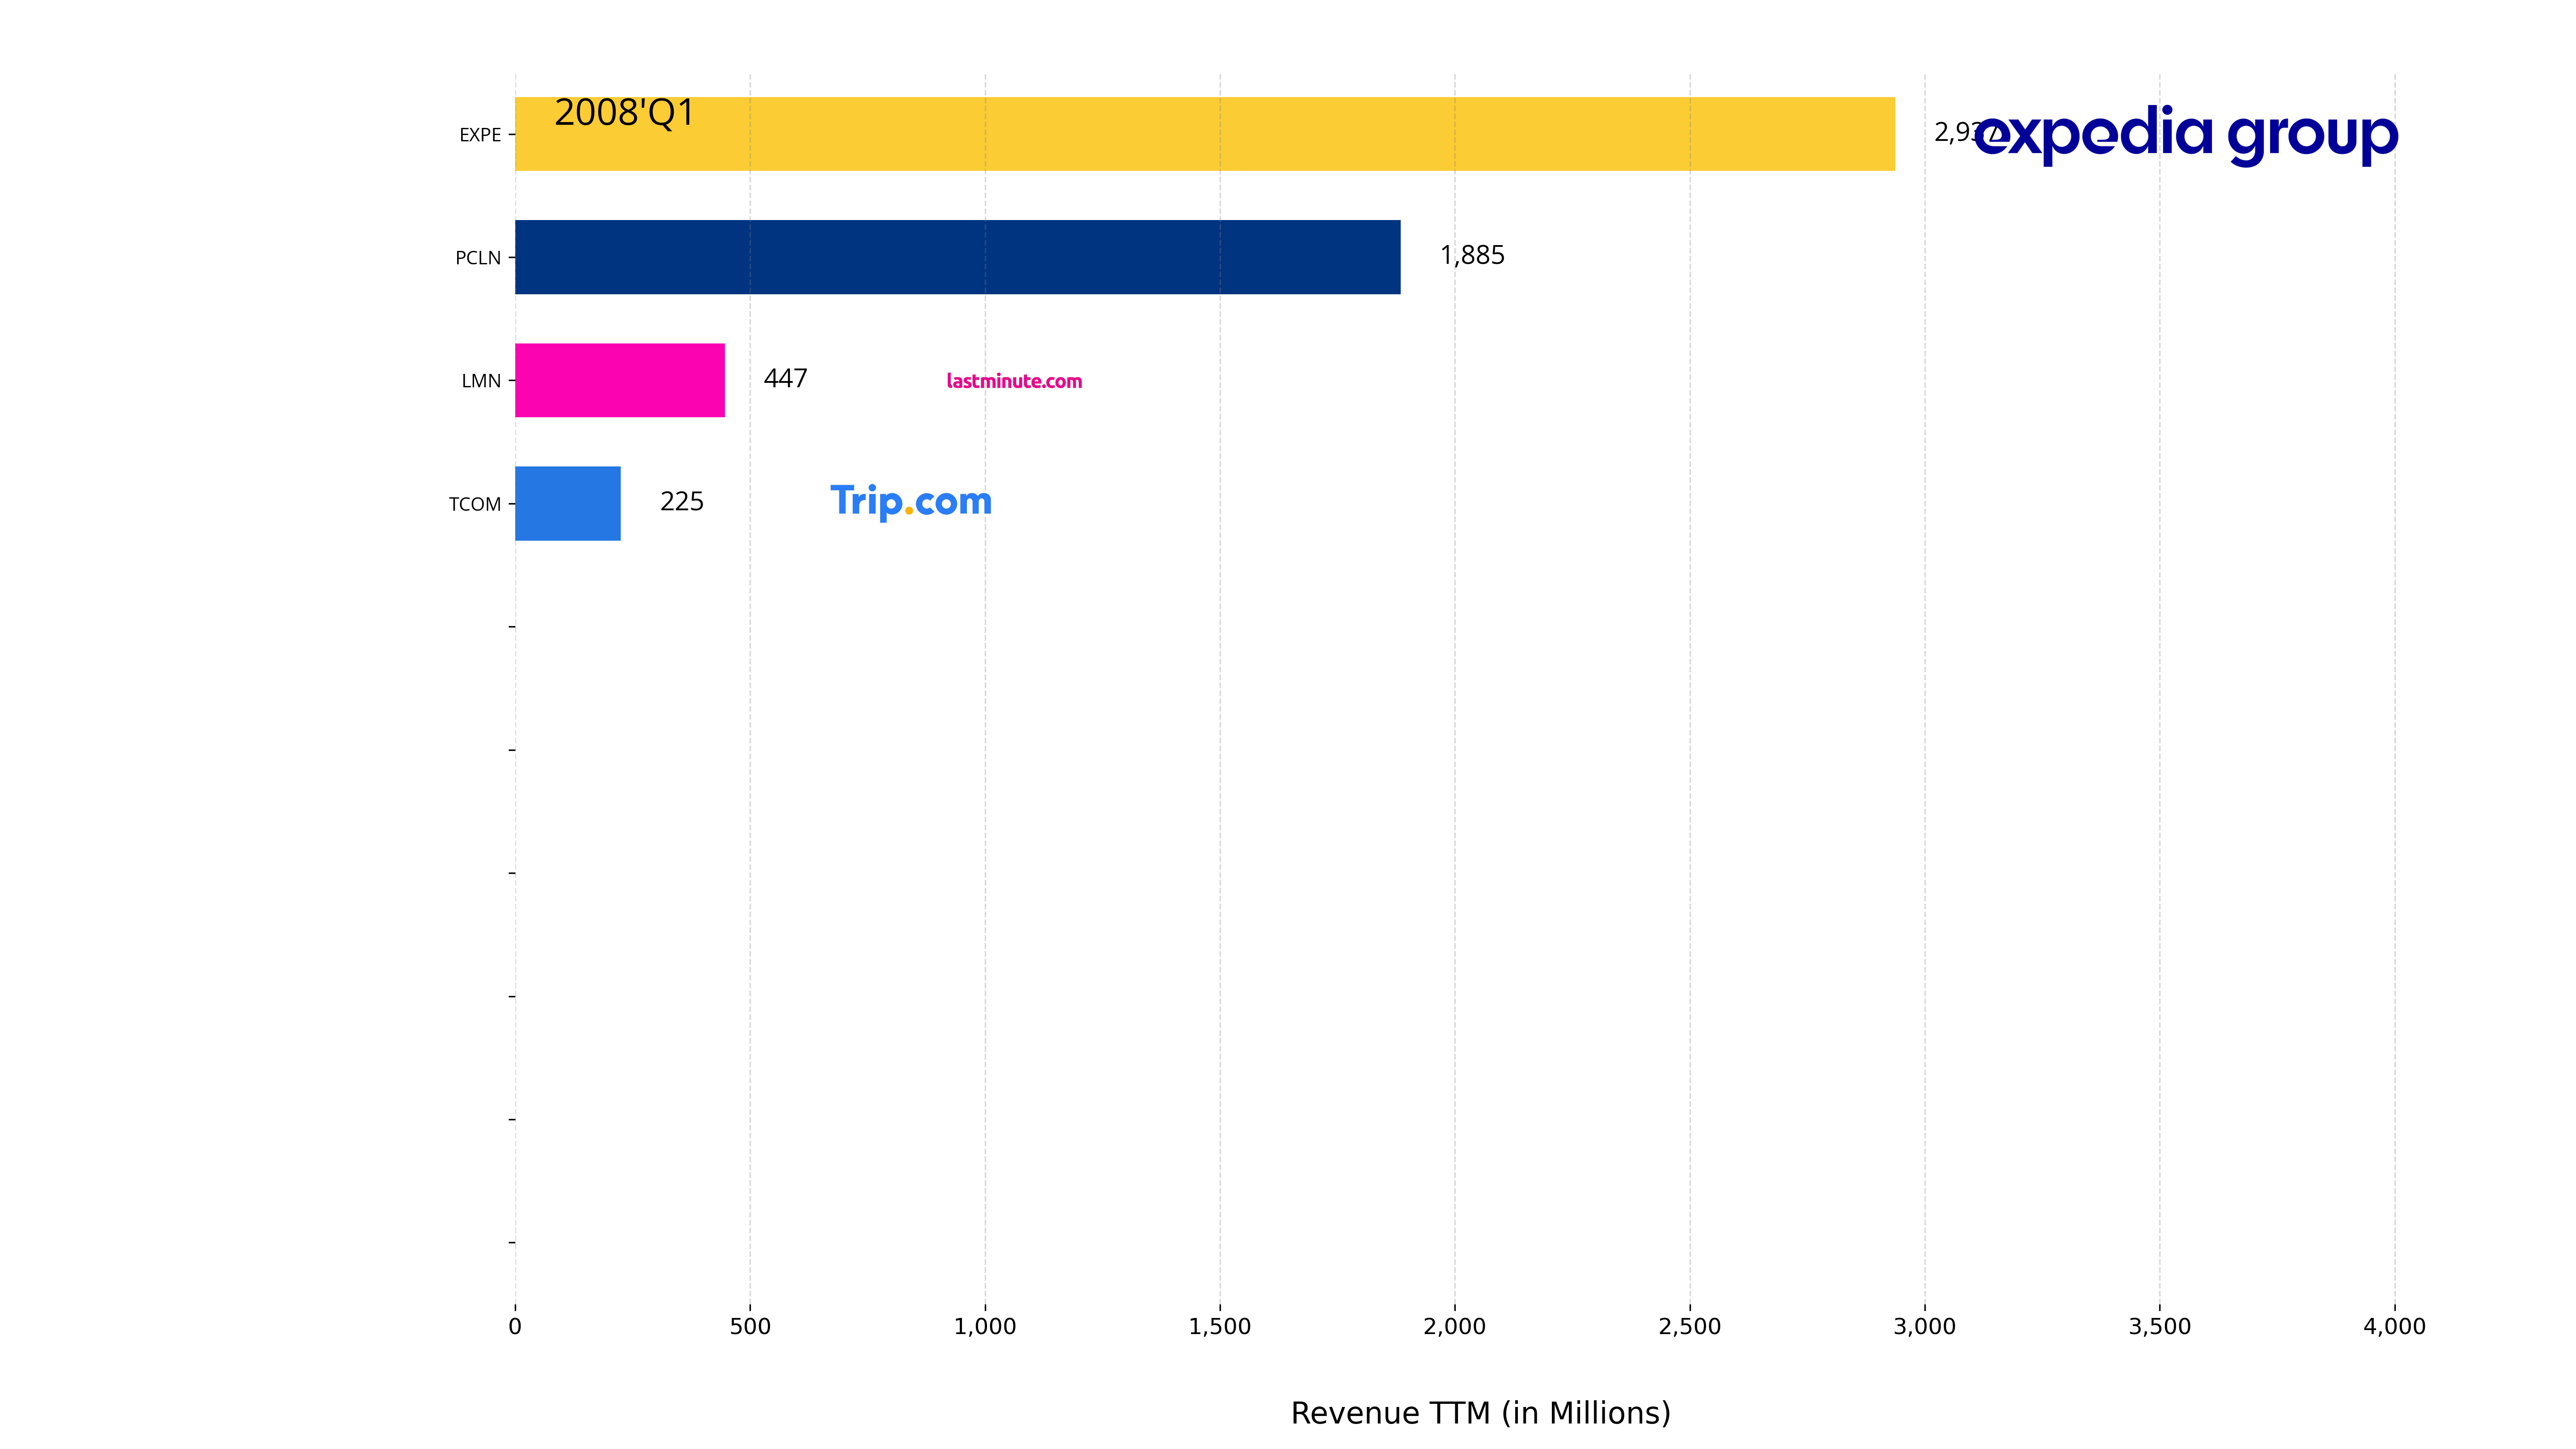 2008'Q1
EXPE 2,937 expedia group
PCLN 1,885
LMN 447 lastminute.com
TCOM 225 Trip.com
0 500 1,000 1,500 2,000 2,500 3,000 3,500 4,000
Revenue TTM (in Millions)